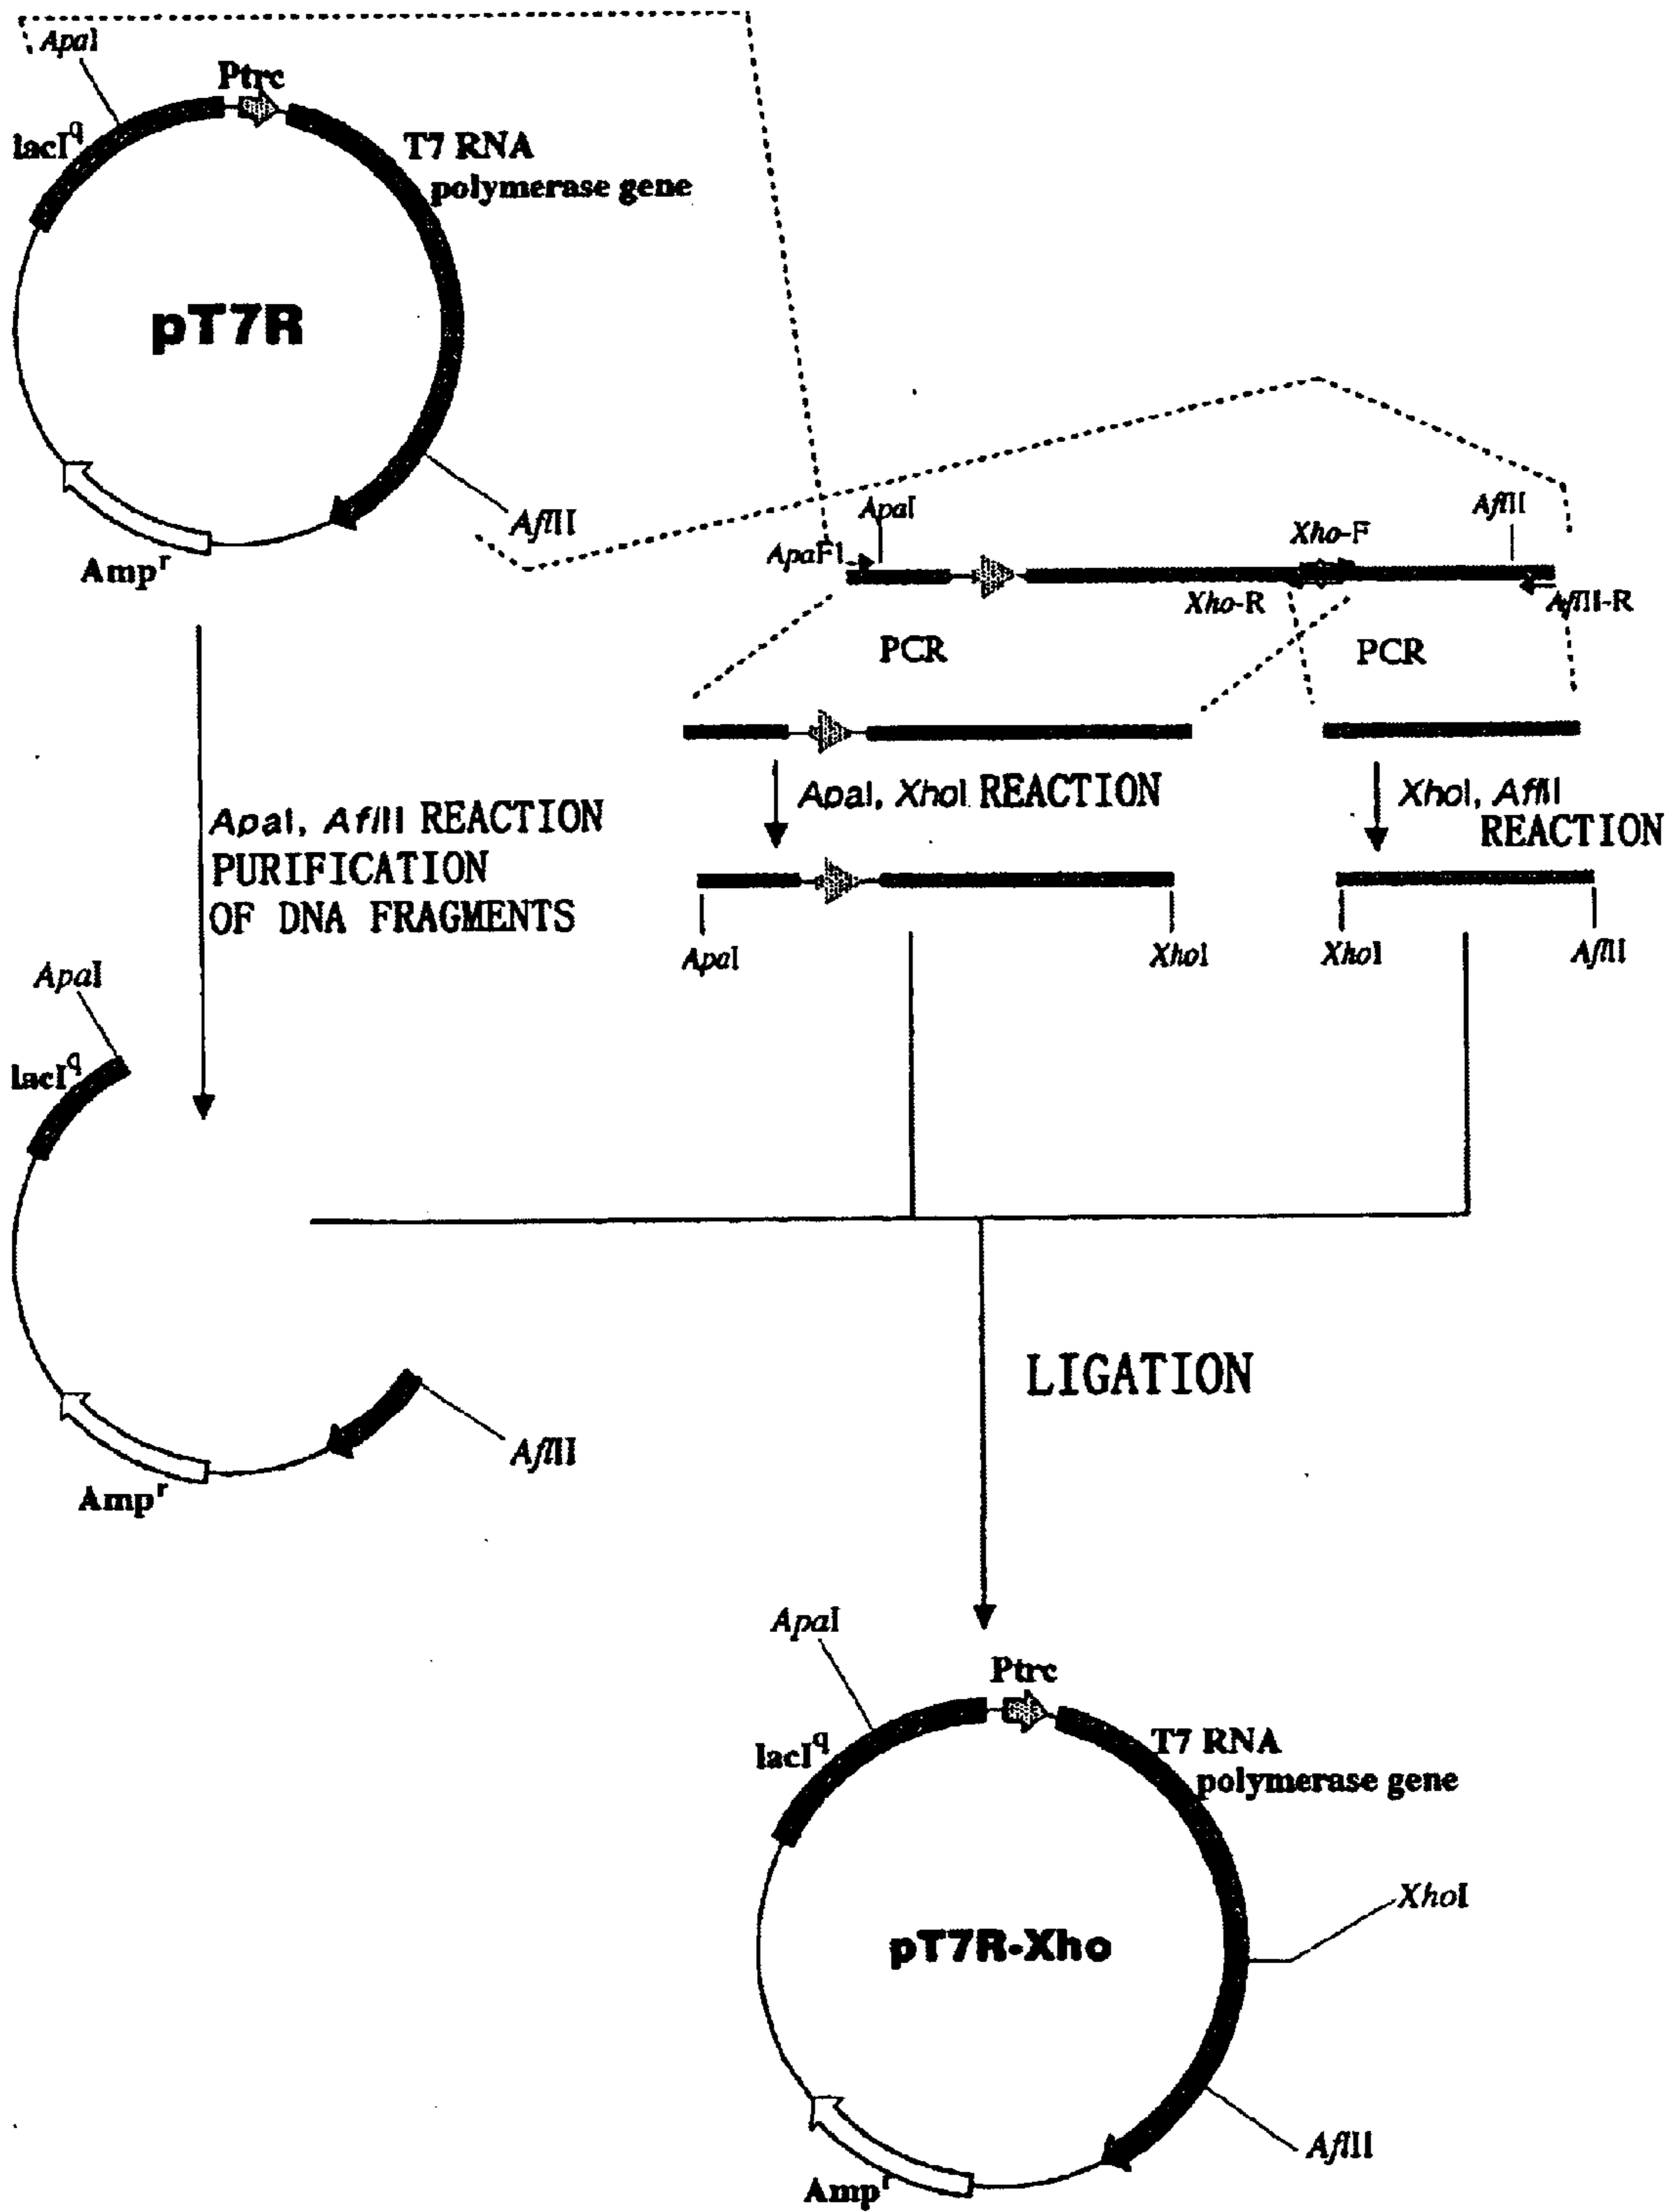 ApaI
Ptrc
lacI^q
T7 RNA
polymerase gene
pT7R
AflII
Amp^r
ApaI
AflII
ApaF1
Xho-F
Xho-R
AflII-R
PCR
PCR
ApaI, XhoI REACTION
XhoI, AflII
REACTION
ApaI, AflII REACTION
PURIFICATION
OF DNA FRAGMENTS
ApaI
XhoI
XhoI
AflII
ApaI
lacI^q
AflII
Amp^r
LIGATION
ApaI
Ptrc
lacI^q
T7 RNA
polymerase gene
XhoI
pT7R-Xho
AflII
Amp^r